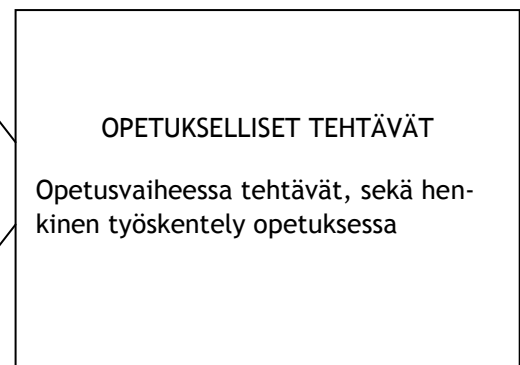 OPETUKSELLISET TEHTÄVÄT
Opetusvaiheessa tehtävät, sekä hen-
kinen työskentely opetuksessa